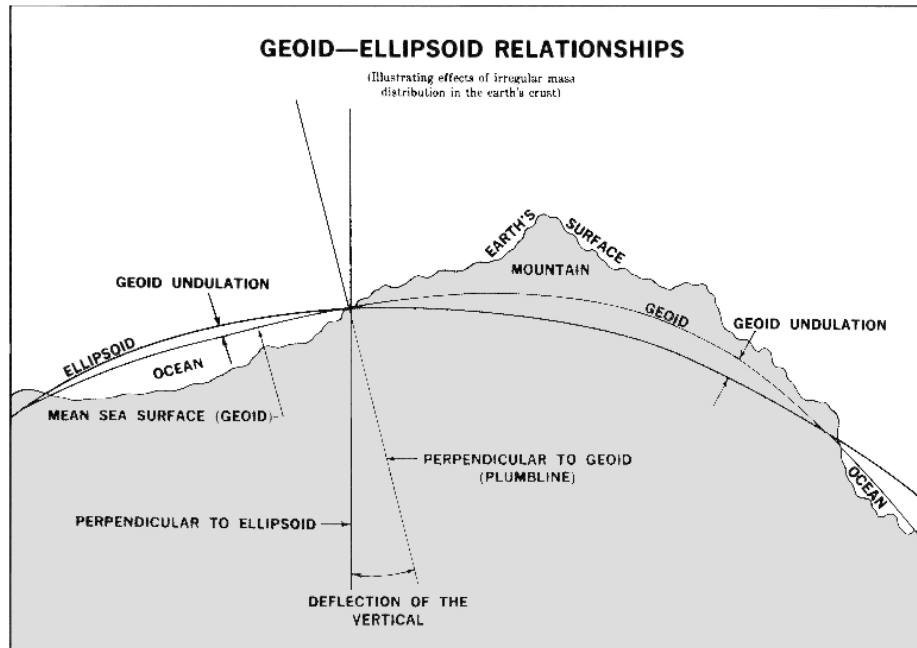 GEOID—ELLIPSOID RELATIONSHIPS
(Illustrating effects of irregular mass
distribution in the earth's crust)
EARTH'S SURFACE
MOUNTAIN
GEOID UNDULATION
GEOID
GEOID UNDULATION
ELLIPSOID
OCEAN
MEAN SEA SURFACE (GEOID)
PERPENDICULAR TO GEOID
(PLUMBLINE)
OCEAN
PERPENDICULAR TO ELLIPSOID
DEFLECTION OF THE
VERTICAL